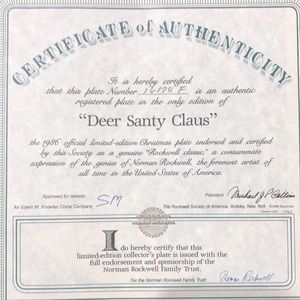 CERTIFICATE of AUTHENTICITY
It is hereby certified
that this plate Number 16198 F is an authentic
registered plate in the only edition of
"Deer Santy Claus"
the 1986 official limited-edition Christmas plate endorsed and certified
by this Society as a genuine "Rockwell classic," a consummate
expression of the genius of Norman Rockwell, the foremost artist of
all time in the United States of America.
Approved for release: SM
President
for Edwin M. Knowles China Company
The Rockwell Society of America, Ardsley, New York
I do hereby certify that this
limited-edition collector's plate is issued with the
full endorsement and sponsorship of the
Norman Rockwell Family Trust.
For the Norman Rockwell Family Trust
Thomas Rockwell